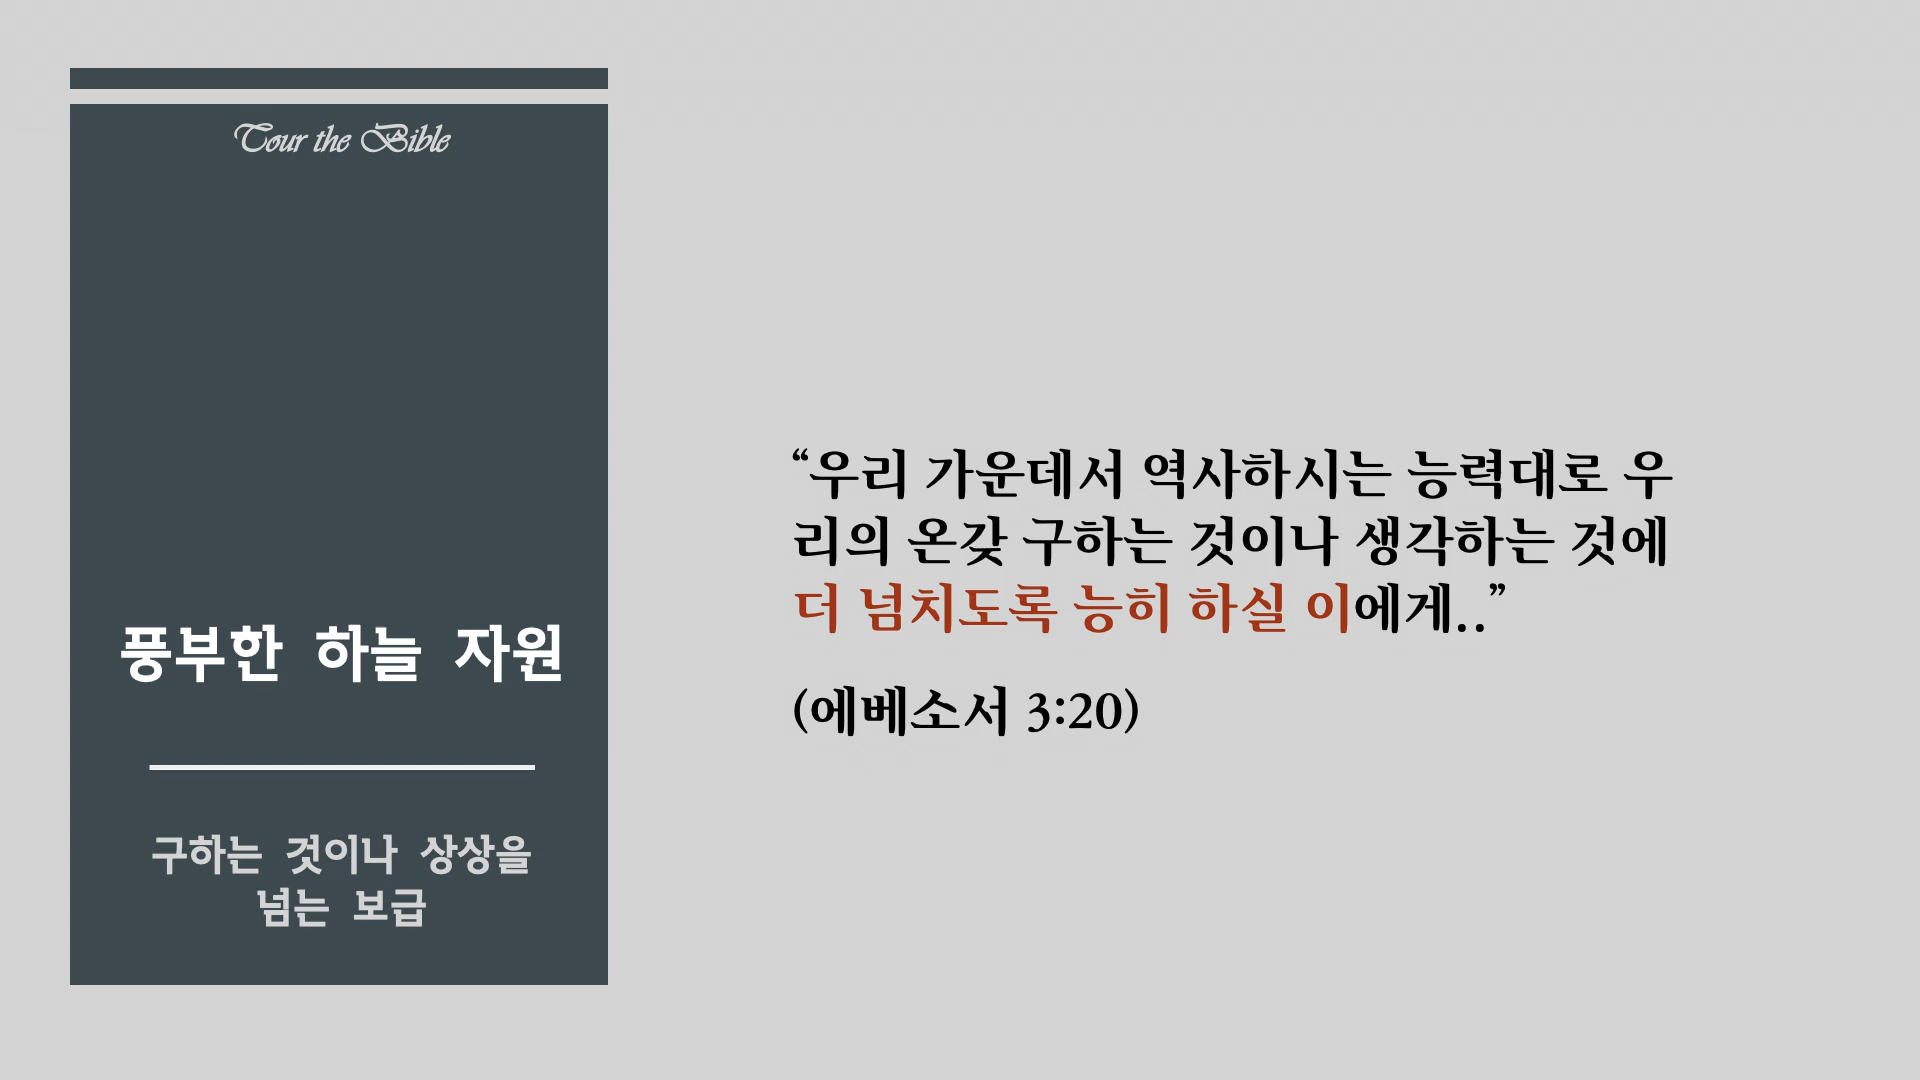 Tour the Bible
풍부한 하늘 자원
구하는 것이나 상상을
넘는 보급
“우리 가운데서 역사하시는 능력대로 우
리의 온갖 구하는 것이나 생각하는 것에
더 넘치도록 능히 하실 이에게..”
(에베소서 3:20)